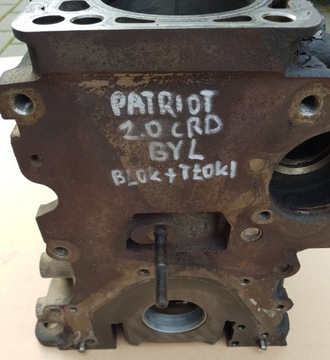 PATRIOT
2.0 CRD
BYL
BLOK + TŁOKI